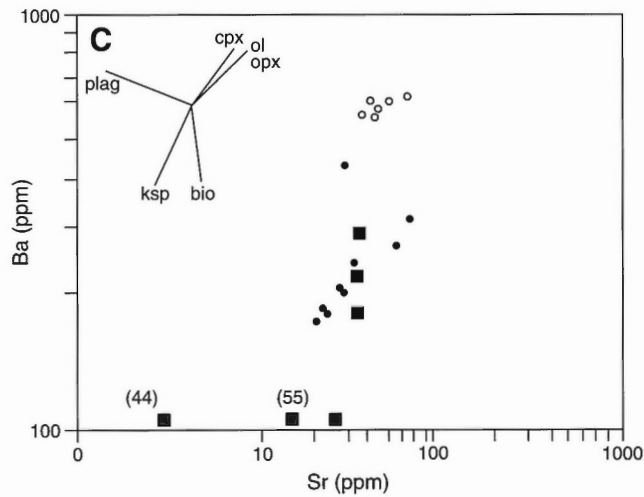 1000
C
cpx
ol
opx
plag
ksp
bio
Ba (ppm)
(44)
(55)
100
0
10
100
1000
Sr (ppm)